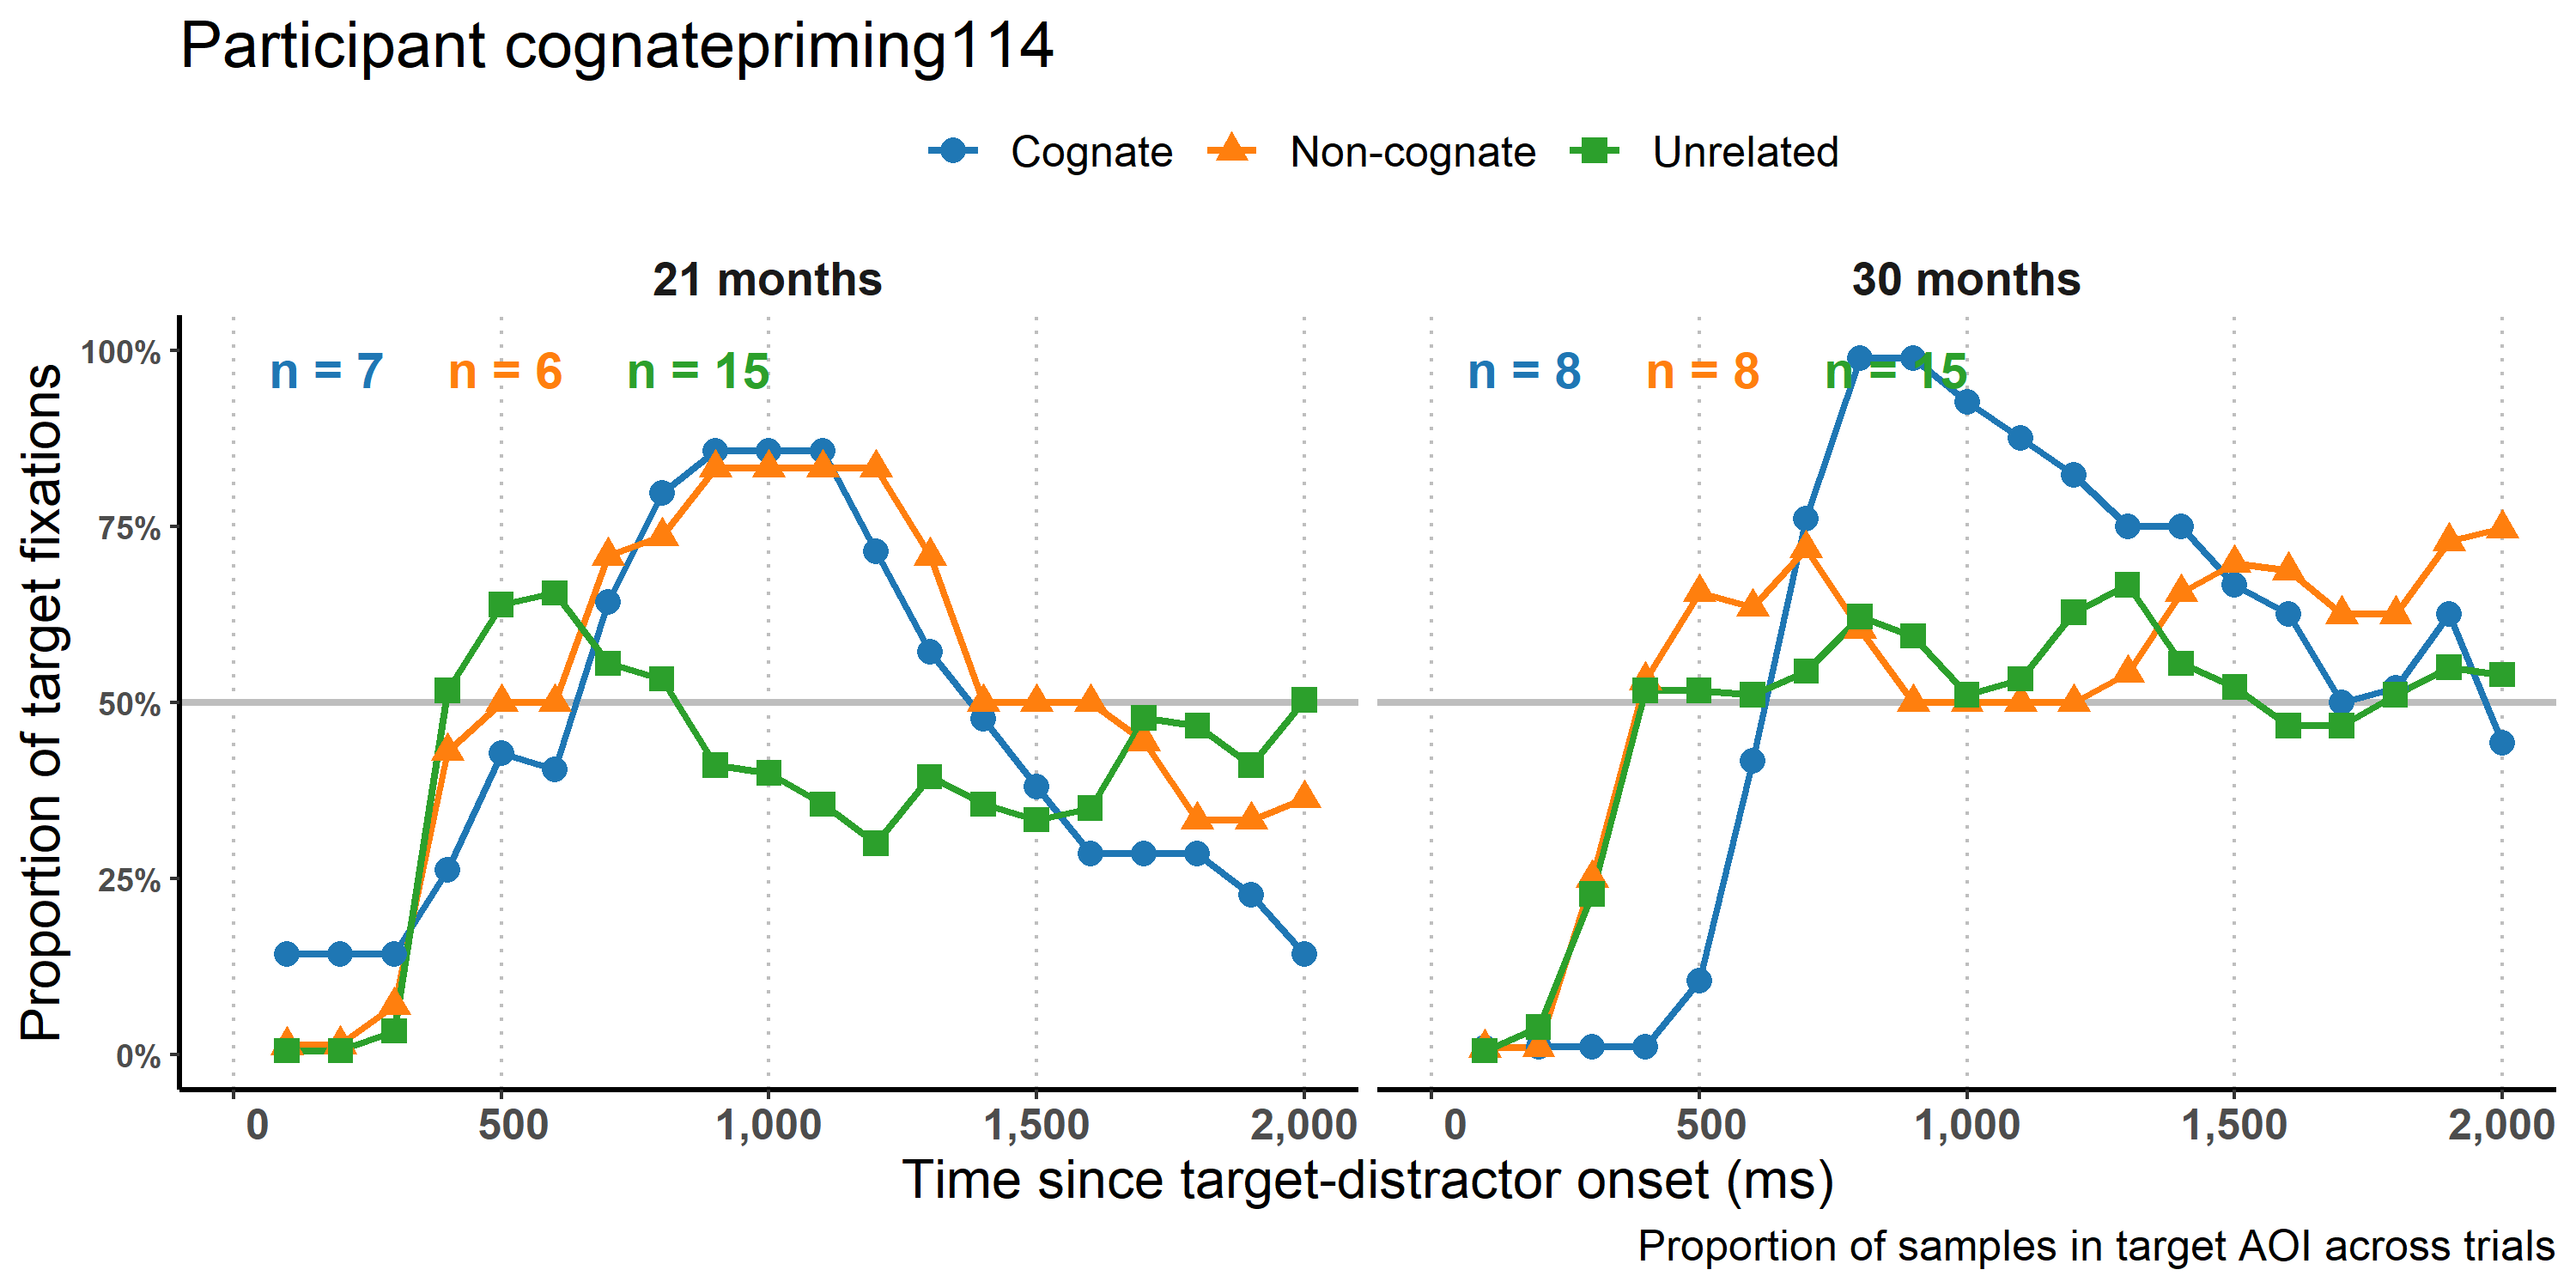 Participant cognatepriming114
Cognate Non-cognate Unrelated
21 months 30 months
n = 7 n = 6 n = 15 n = 8 n = 8 n = 15
100%
75%
50%
25%
0%
Proportion of target fixations
0 500 1,000 1,500 2,000 0 500 1,000 1,500 2,000
Time since target-distractor onset (ms)
Proportion of samples in target AOI across trials